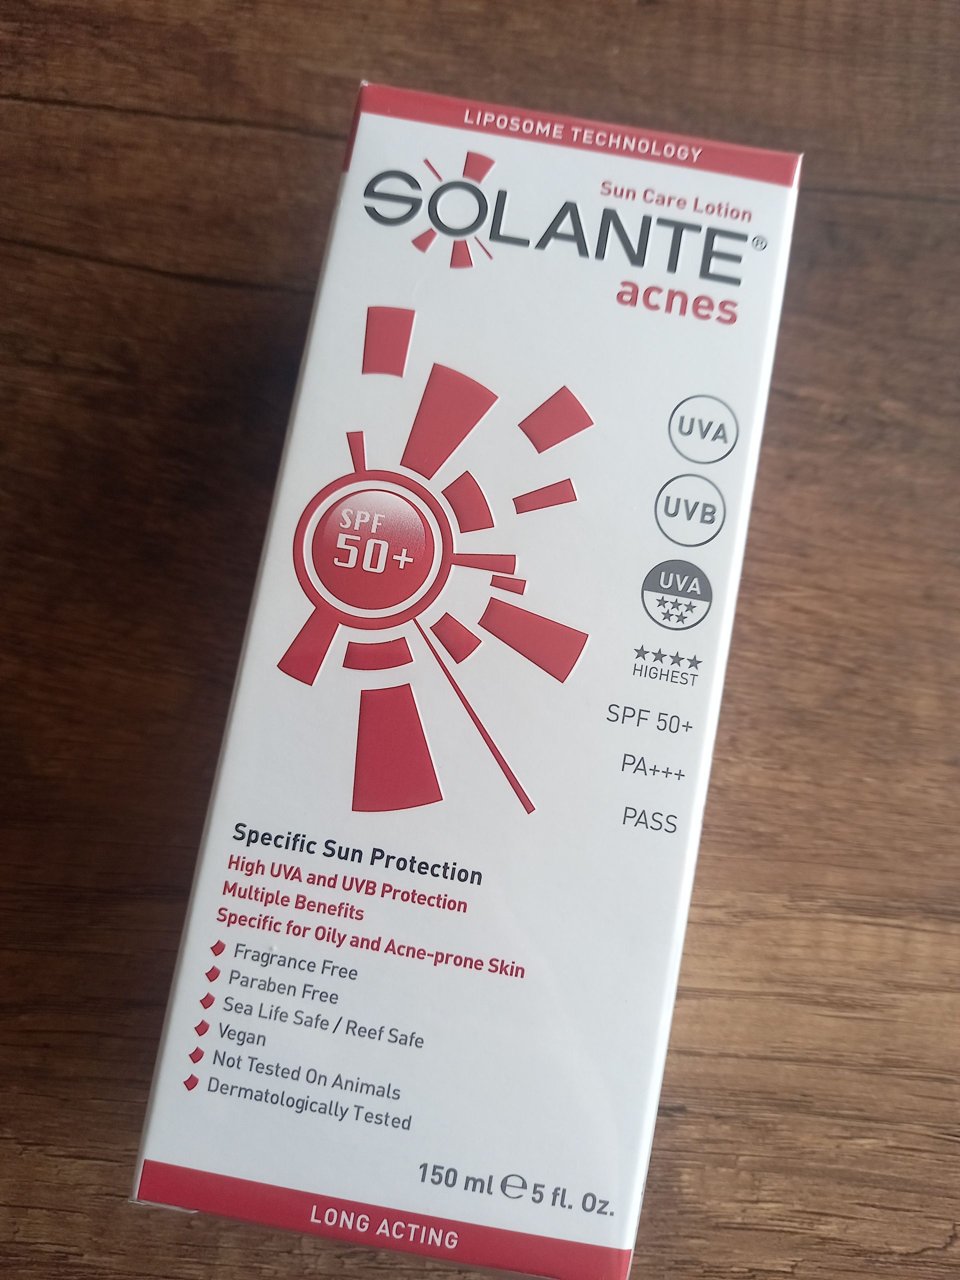 LIPOSOME TECHNOLOGY
Sun Care Lotion
SOLANTE®
acnes
UVA
UVB
SPF
50+
UVA
★★★
★★
★★★★
HIGHEST
SPF 50+
PA+++
PASS
Specific Sun Protection
High UVA and UVB Protection
Multiple Benefits
Specific for Oily and Acne-prone Skin
Fragrance Free
Paraben Free
Sea Life Safe / Reef Safe
Vegan
Not Tested On Animals
Dermatologically Tested
150 ml ℮ 5 fl. Oz.
LONG ACTING